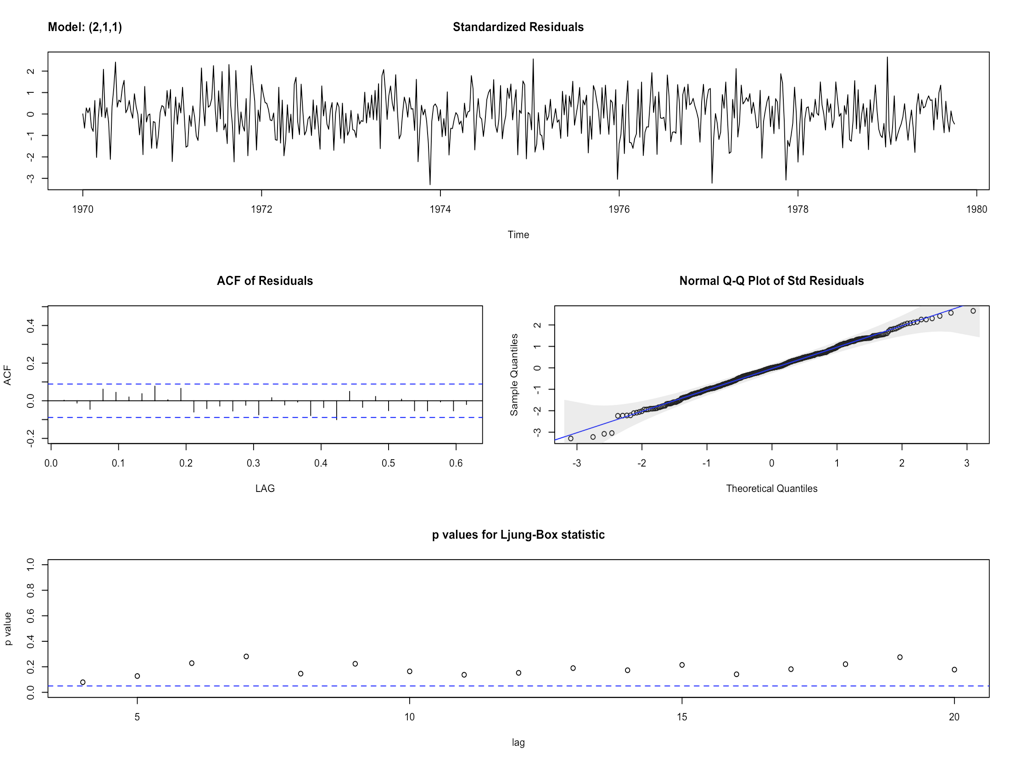 Model: (2,1,1) Standardized Residuals
2
1
0
-1
-2
-3
1970 1972 1974 1976 1978 1980
Time
ACF of Residuals
ACF
0.4
0.2
0.0
-0.2
0.0 0.1 0.2 0.3 0.4 0.5 0.6
LAG
Normal Q-Q Plot of Std Residuals
Sample Quantiles
2
1
0
-1
-2
-3
-3 -2 -1 0 1 2 3
Theoretical Quantiles
p values for Ljung-Box statistic
p value
1.0
0.8
0.6
0.4
0.2
0.0
5 10 15 20
lag